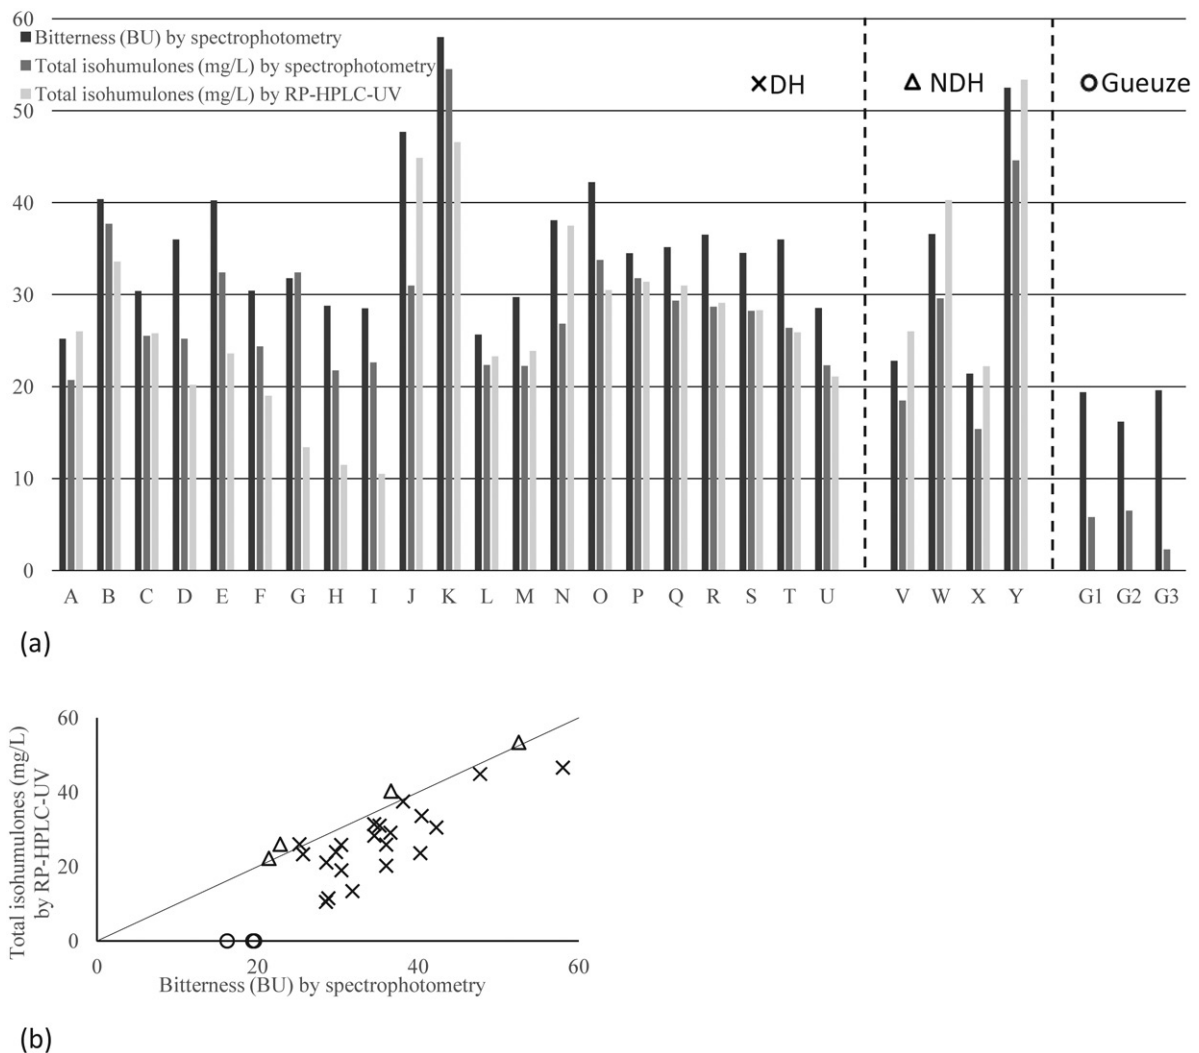 60
Bitterness (BU) by spectrophotometry
Total isohumulones (mg/L) by spectrophotometry
Total isohumulones (mg/L) by RP-HPLC-UV
DH
NDH
Gueuze
50
40
30
20
10
0
A B C D E F G H I J K L M N O P Q R S T U V W X Y G1 G2 G3
(a)
Total isohumulones (mg/L)
by RP-HPLC-UV
60
40
20
0
0 20 40 60
Bitterness (BU) by spectrophotometry
(b)